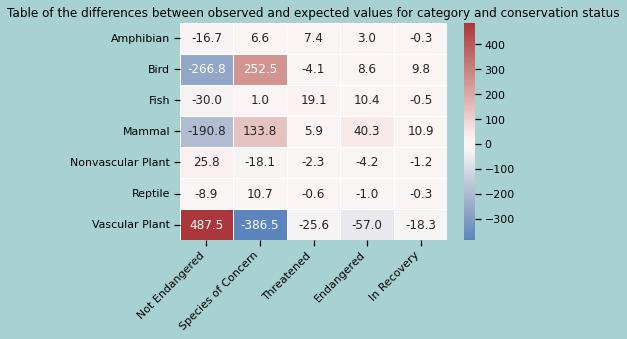 Table of the differences between observed and expected values for category and conservation status
Amphibian -16.7 6.6 7.4 3.0 -0.3
Bird -266.8 252.5 -4.1 8.6 9.8
Fish -30.0 1.0 19.1 10.4 -0.5
Mammal -190.8 133.8 5.9 40.3 10.9
Nonvascular Plant 25.8 -18.1 -2.3 -4.2 -1.2
Reptile -8.9 10.7 -0.6 -1.0 -0.3
Vascular Plant 487.5 -386.5 -25.6 -57.0 -18.3
Not Endangered
Species of Concern
Threatened
Endangered
In Recovery
400
300
200
100
0
−100
−200
−300